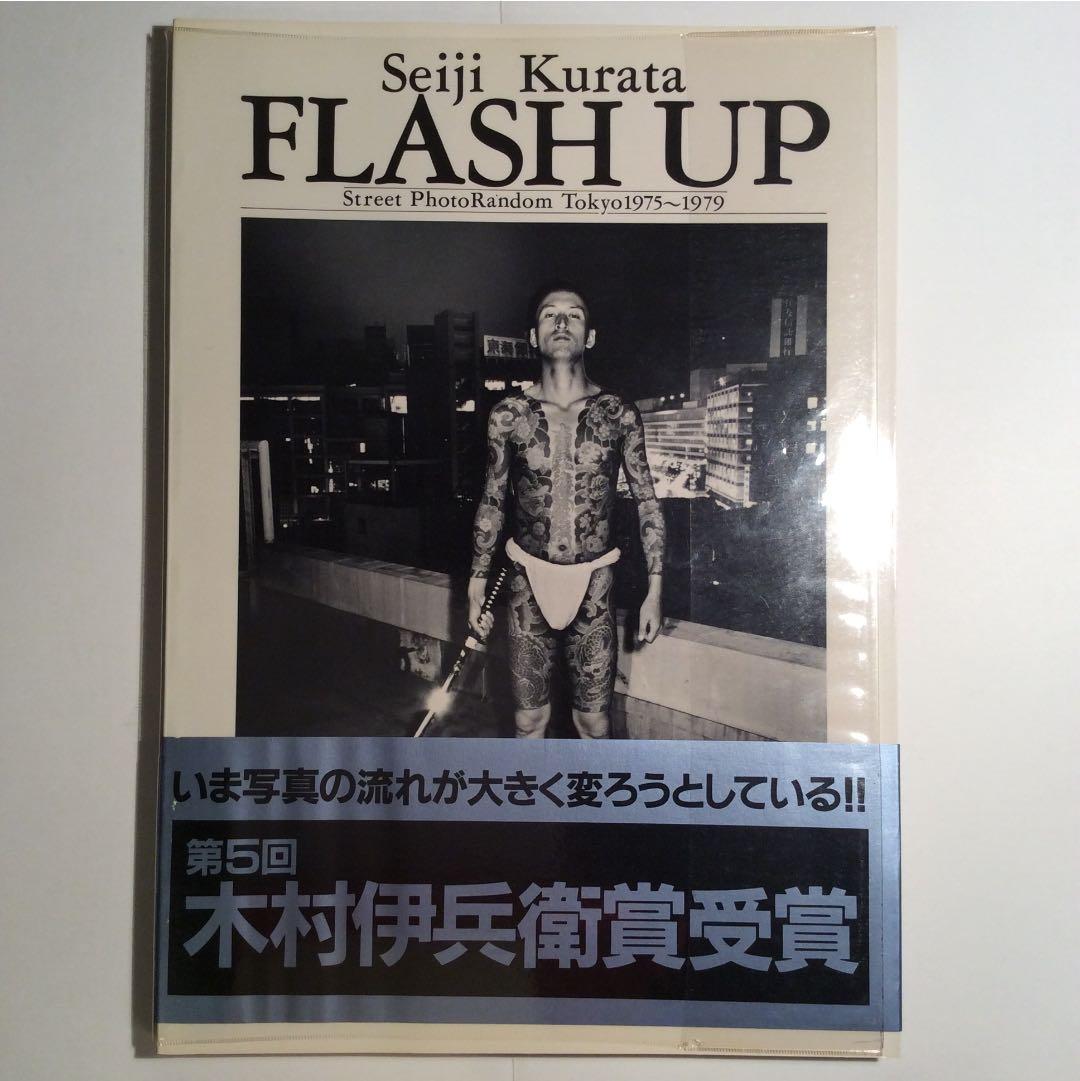 Seiji Kurata
FLASH UP
Street PhotoRandom Tokyo1975〜1979
いま写真の流れが大きく変ろうとしている!!
第5回
木村伊兵衛賞受賞